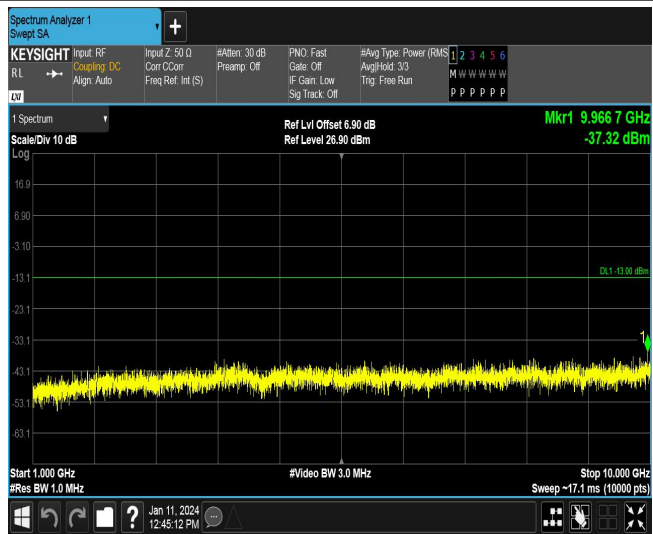 Spectrum Analyzer 1
Swept SA
+
KEYSIGHT
RL
LXI
Input: RF
Coupling: DC
Align: Auto
Input Z: 50 Ω
Corr CCorr
Freq Ref: Int (S)
#Atten: 30 dB
Preamp: Off
PNO: Fast
Gate: Off
IF Gain: Low
Sig Track: Off
#Avg Type: Power (RMS
Avg|Hold: 3/3
Trig: Free Run
1 2 3 4 5 6
M W W W W W
P P P P P P
1 Spectrum
Scale/Div 10 dB
Log
Ref Lvl Offset 6.90 dB
Ref Level 26.90 dBm
Mkr1 9.966 7 GHz
-37.32 dBm
16.9
6.90
-3.10
-13.1
DL1 -13.00 dBm
-23.1
-33.1
1
-43.1
-53.1
-63.1
Start 1.000 GHz
#Res BW 1.0 MHz
#Video BW 3.0 MHz
Stop 10.000 GHz
Sweep ~17.1 ms (10000 pts)
?
Jan 11, 2024
12:45:12 PM